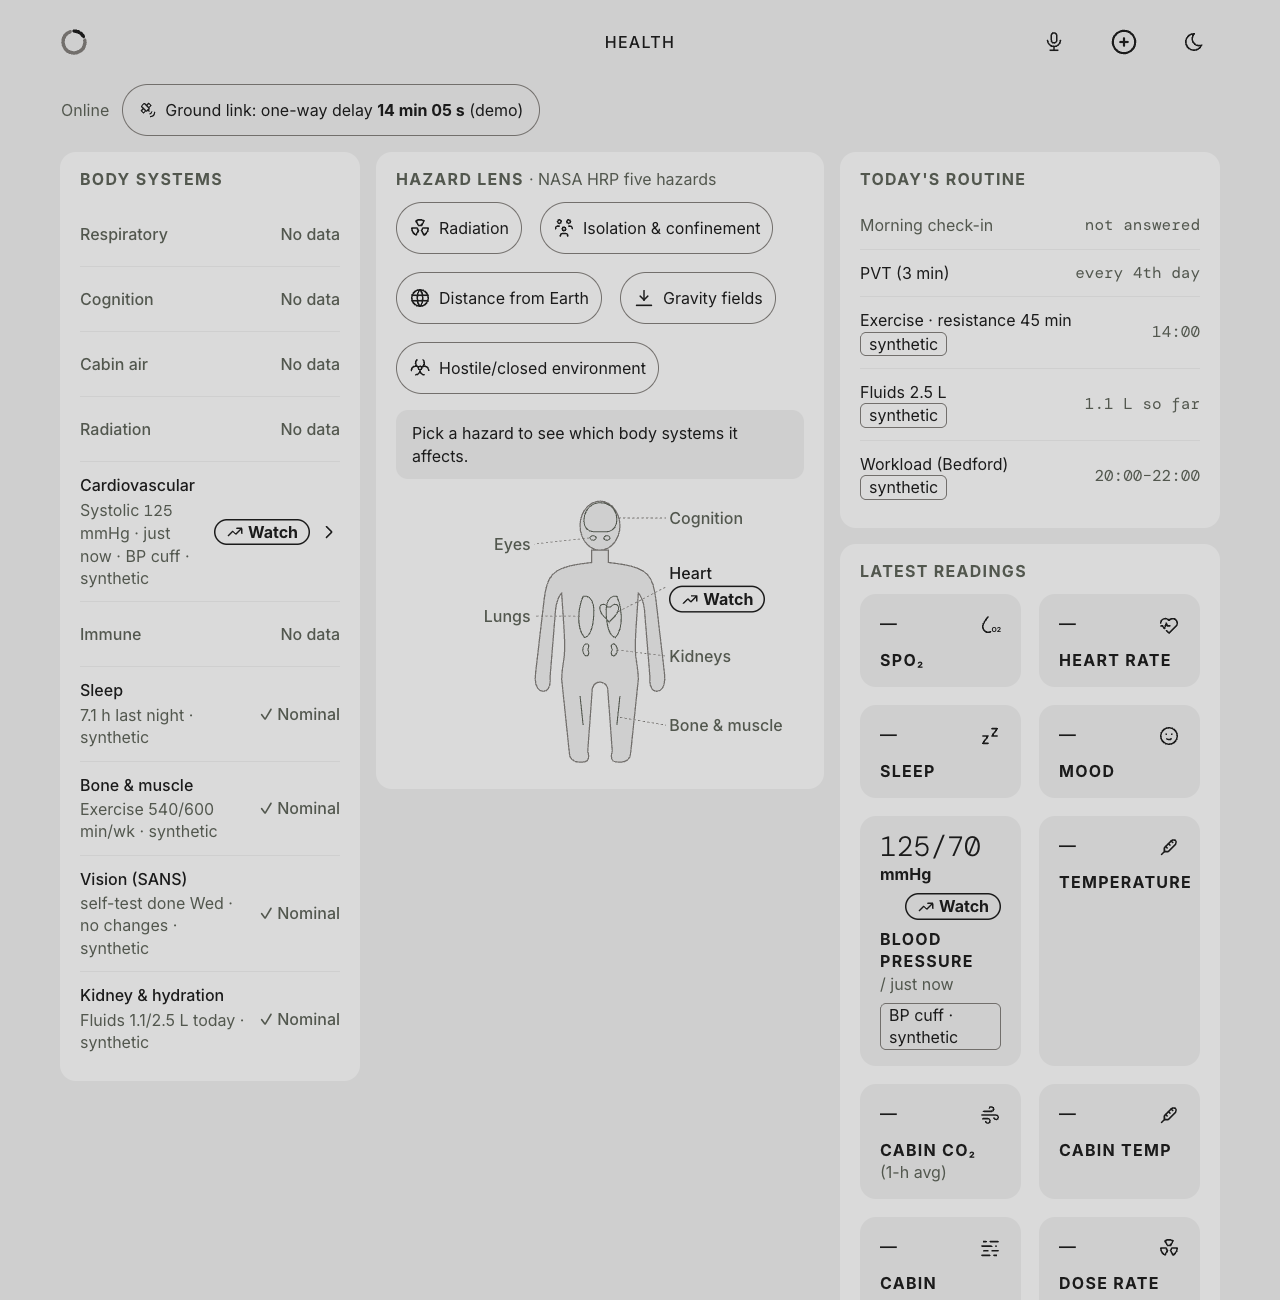 HEALTH
Online
Ground link: one-way delay 14 min 05 s (demo)
BODY SYSTEMS
Respiratory No data
Cognition No data
Cabin air No data
Radiation No data
Cardiovascular
Systolic 125
mmHg · just
now · BP cuff ·
synthetic
Watch
Immune No data
Sleep
7.1 h last night ·
synthetic
Nominal
Bone & muscle
Exercise 540/600
min/wk · synthetic
Nominal
Vision (SANS)
self-test done Wed ·
no changes ·
synthetic
Nominal
Kidney & hydration
Fluids 1.1/2.5 L today ·
synthetic
Nominal
HAZARD LENS · NASA HRP five hazards
Radiation
Isolation & confinement
Distance from Earth
Gravity fields
Hostile/closed environment
Pick a hazard to see which body systems it
affects.
Cognition
Eyes
Heart
Watch
Lungs
Kidneys
Bone & muscle
TODAY'S ROUTINE
Morning check-in not answered
PVT (3 min) every 4th day
Exercise · resistance 45 min
synthetic
14:00
Fluids 2.5 L
synthetic
1.1 L so far
Workload (Bedford)
synthetic
20:00–22:00
LATEST READINGS
—
O2
SPO₂
—
HEART RATE
—
zZ
SLEEP
—
MOOD
125/70
mmHg
Watch
BLOOD
PRESSURE
/ just now
BP cuff ·
synthetic
—
TEMPERATURE
—
CABIN CO₂
(1-h avg)
—
CABIN TEMP
—
CABIN
—
DOSE RATE